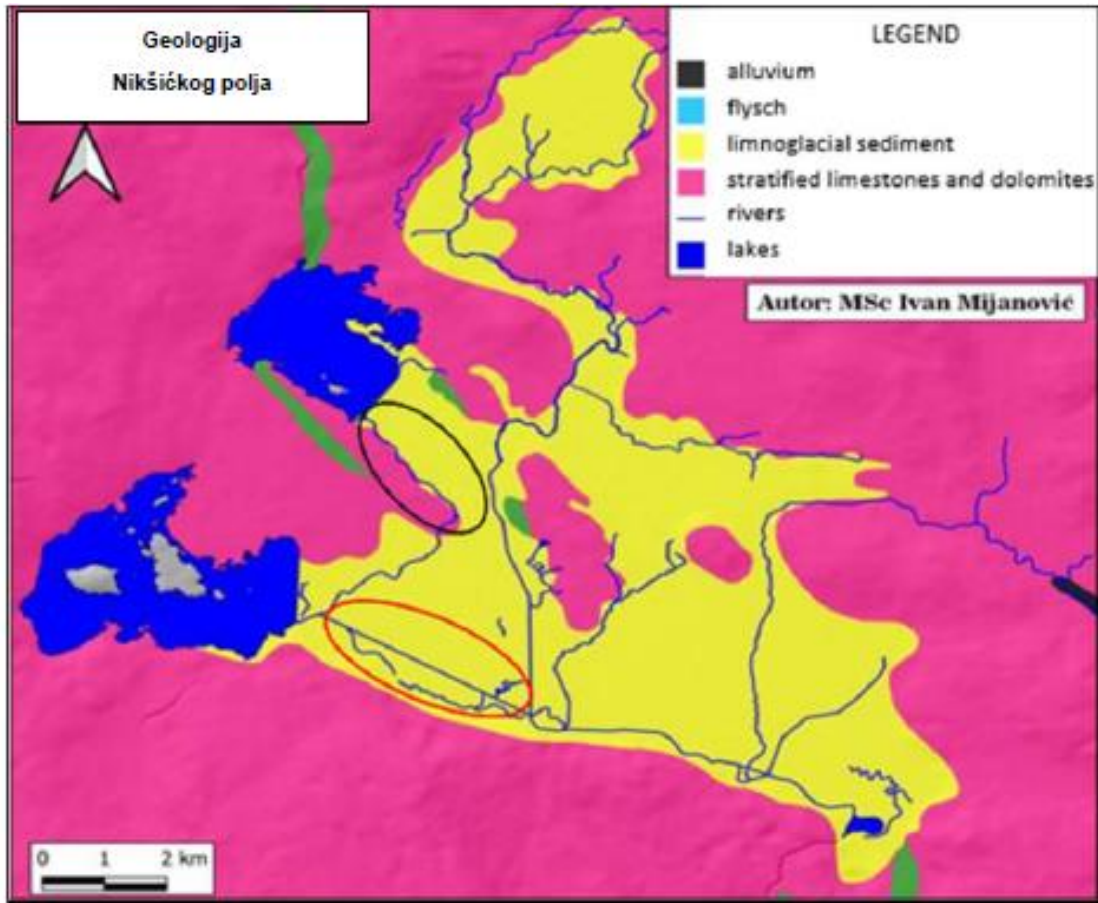 Geologija
Nikšićkog polja
LEGEND
alluvium
flysch
limnoglacial sediment
stratified limestones and dolomites
rivers
lakes
Autor: MSc Ivan Mijanović
0 1 2 km